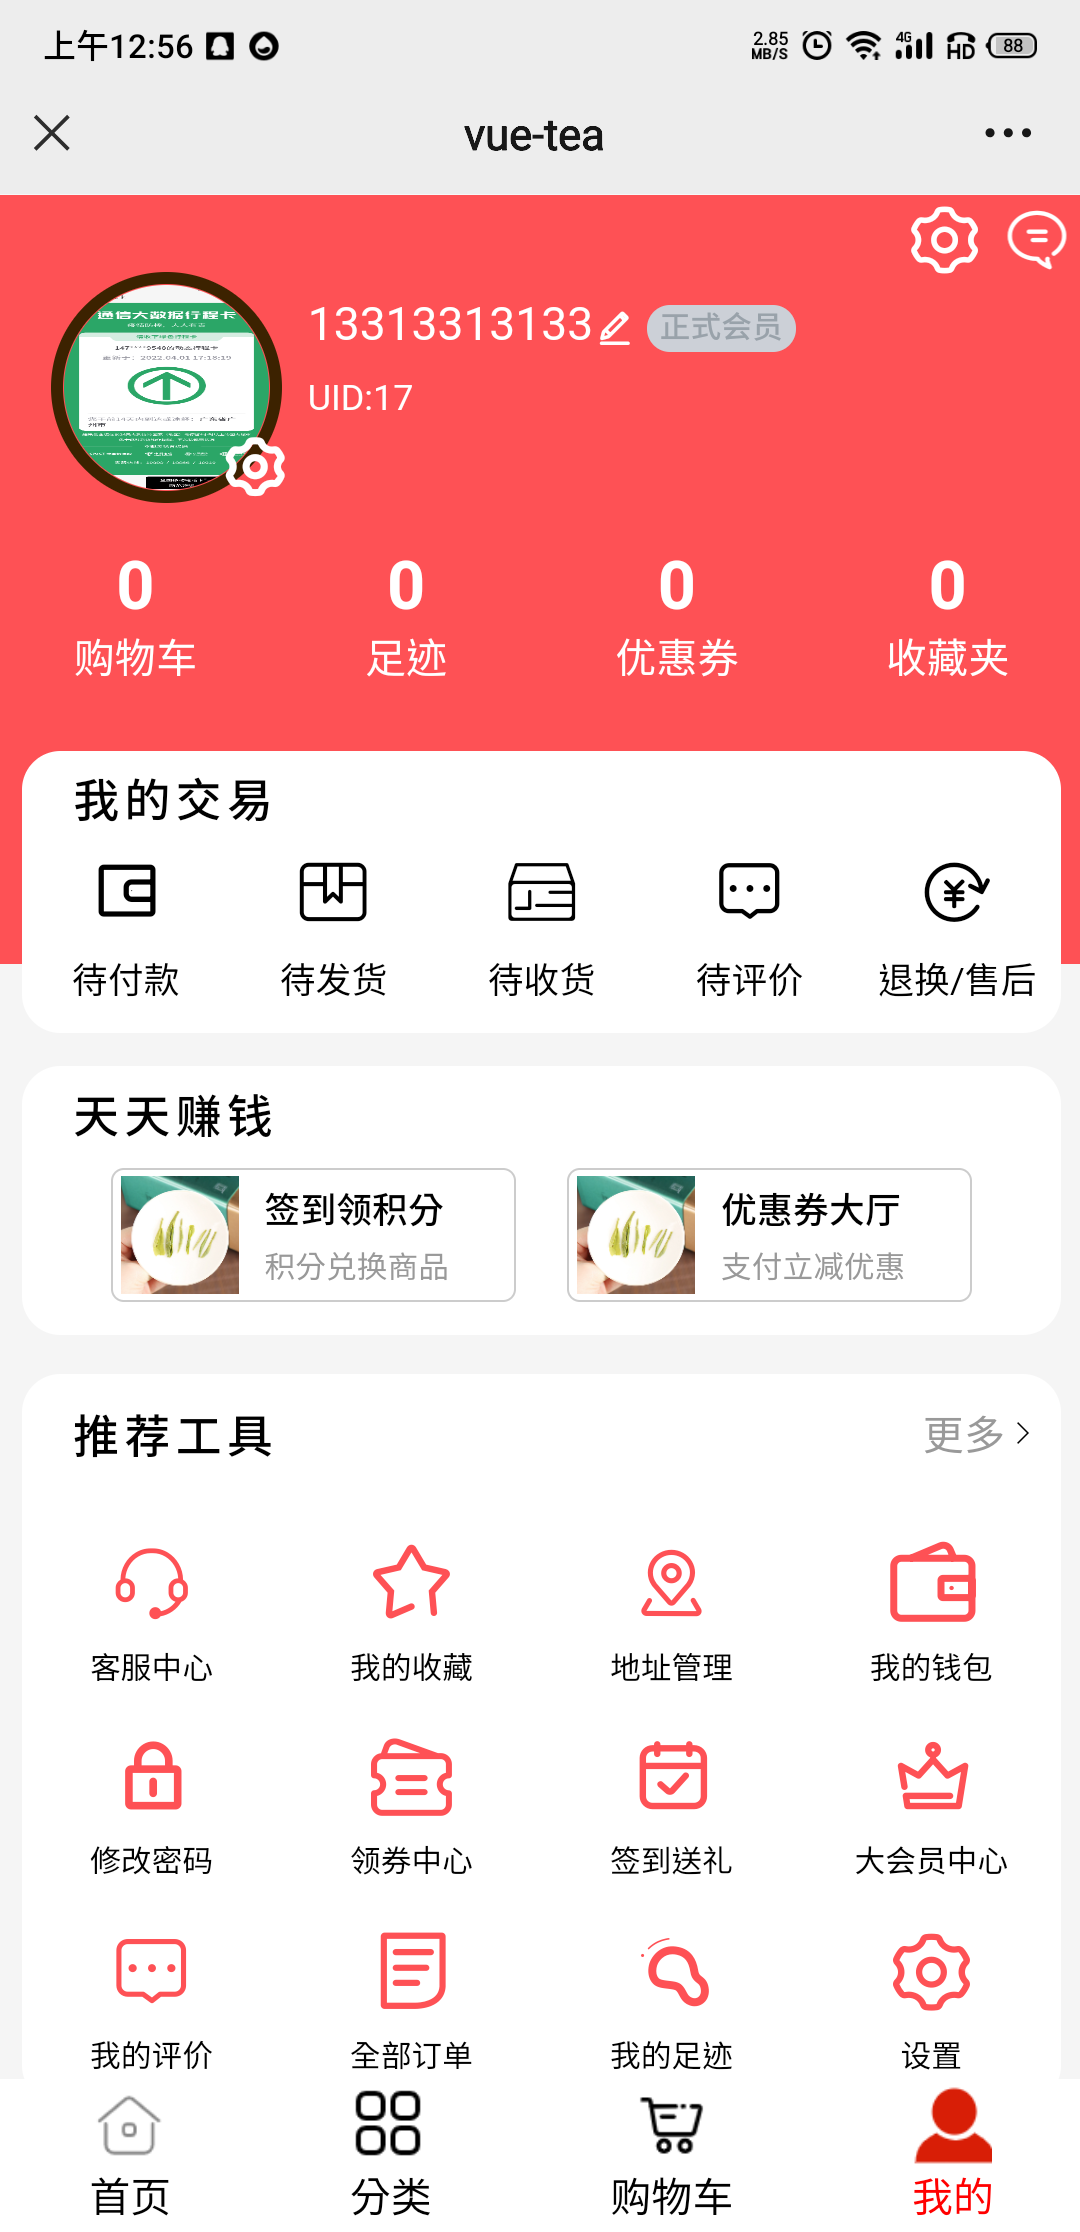 上午12:56
2.85 MB/S
4G
HD
88
vue-tea
通信大数据行程卡
13313313133
正式会员
UID:17
0
0
0
0
购物车
足迹
优惠券
收藏夹
我的交易
待付款
待发货
待收货
待评价
退换/售后
天天赚钱
签到领积分
积分兑换商品
优惠券大厅
支付立减优惠
推荐工具
更多
客服中心
我的收藏
地址管理
我的钱包
修改密码
领券中心
签到送礼
大会员中心
我的评价
全部订单
我的足迹
设置
首页
分类
购物车
我的